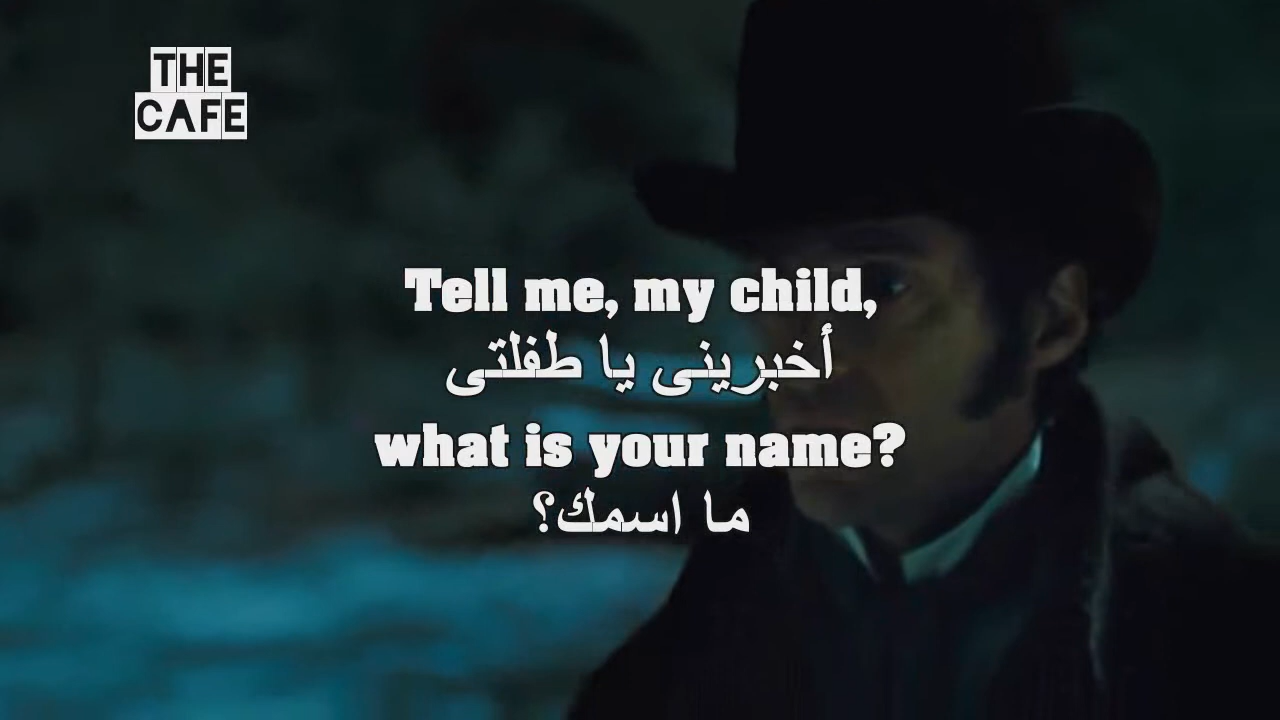 THE
CAFE
Tell me, my child,
أخبرينى يا طفلتى
what is your name?
ما اسمك؟